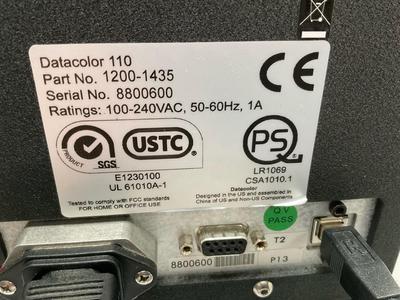 Datacolor 110
Part No. 1200-1435
Serial No. 8800600
Ratings: 100-240VAC, 50-60Hz, 1A
CE
SGS
USTC
PS
E1230100
UL 61010A-1
LR1069
CSA1010.1
Tested to comply with FCC standards
FOR HOME OR OFFICE USE
Datacolor
Designed in the US and assembled in
China of US and Non-US Components
QV
PASS
T2
8800600
P13